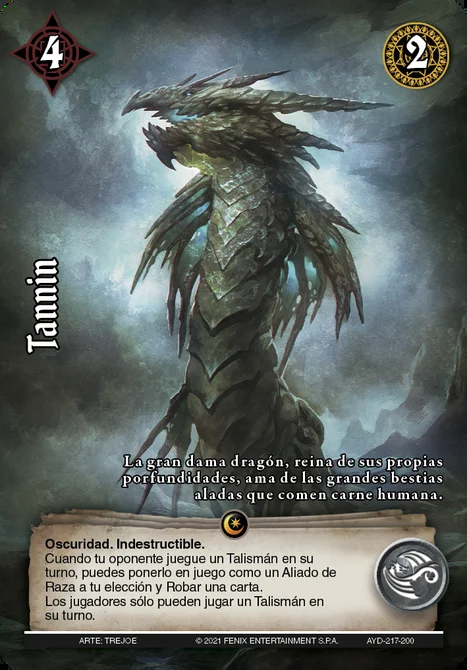 4
2
Tannin
La gran dama dragón, reina de sus propias
porfundidades, ama de las grandes bestias
aladas que comen carne humana.
Oscuridad. Indestructible.
Cuando tu oponente juegue un Talismán en su
turno, puedes ponerlo en juego como un Aliado de
Raza a tu elección y Robar una carta.
Los jugadores sólo pueden jugar un Talismán en
su turno.
ARTE: TREJOE © 2021 FENIX ENTERTAINMENT S.P.A. AYD-217-200